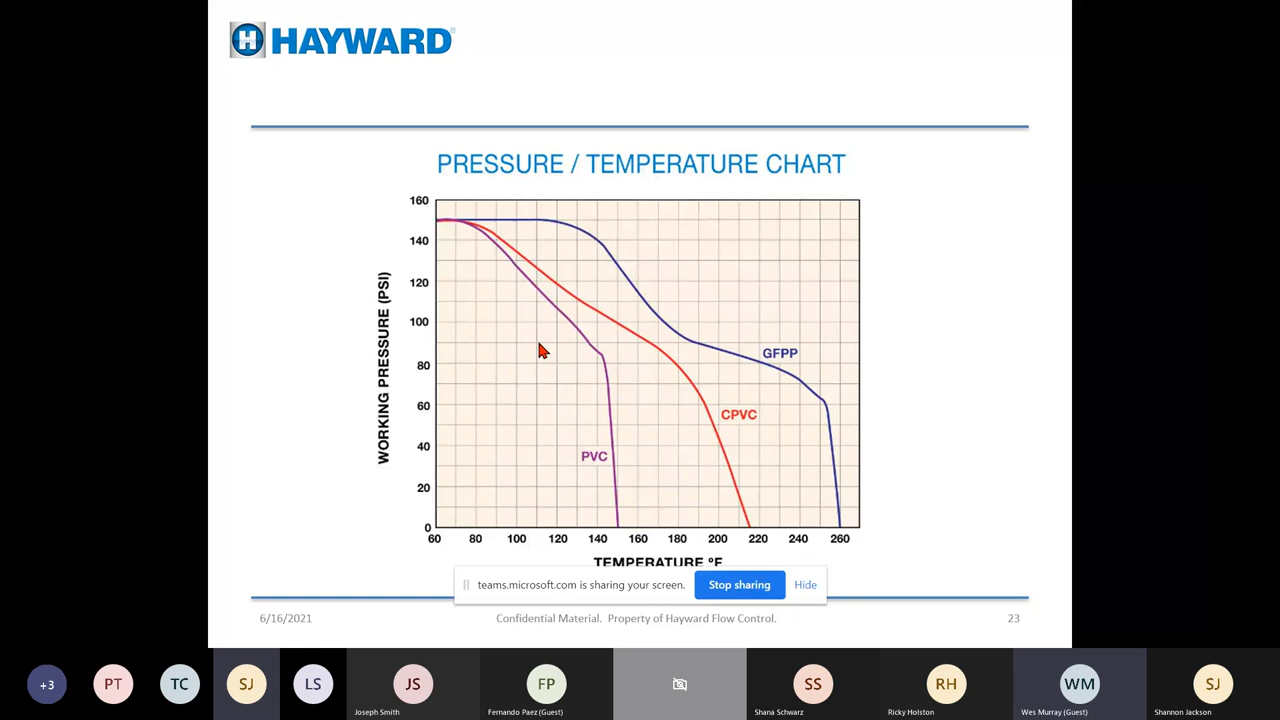 H HAYWARD®
PRESSURE / TEMPERATURE CHART
160
140
120
100
80
60
40
20
0
WORKING PRESSURE (PSI)
GFPP
CPVC
PVC
60 80 100 120 140 160 180 200 220 240 260
TEMPERATURE °F
teams.microsoft.com is sharing your screen. Stop sharing Hide
6/16/2021 Confidential Material. Property of Hayward Flow Control. 23
+3 PT TC SJ LS JS FP SS RH WM SJ
Joseph Smith Fernando Paez (Guest) Shana Schwarz Ricky Holston Wes Murray (Guest) Shannon Jackson